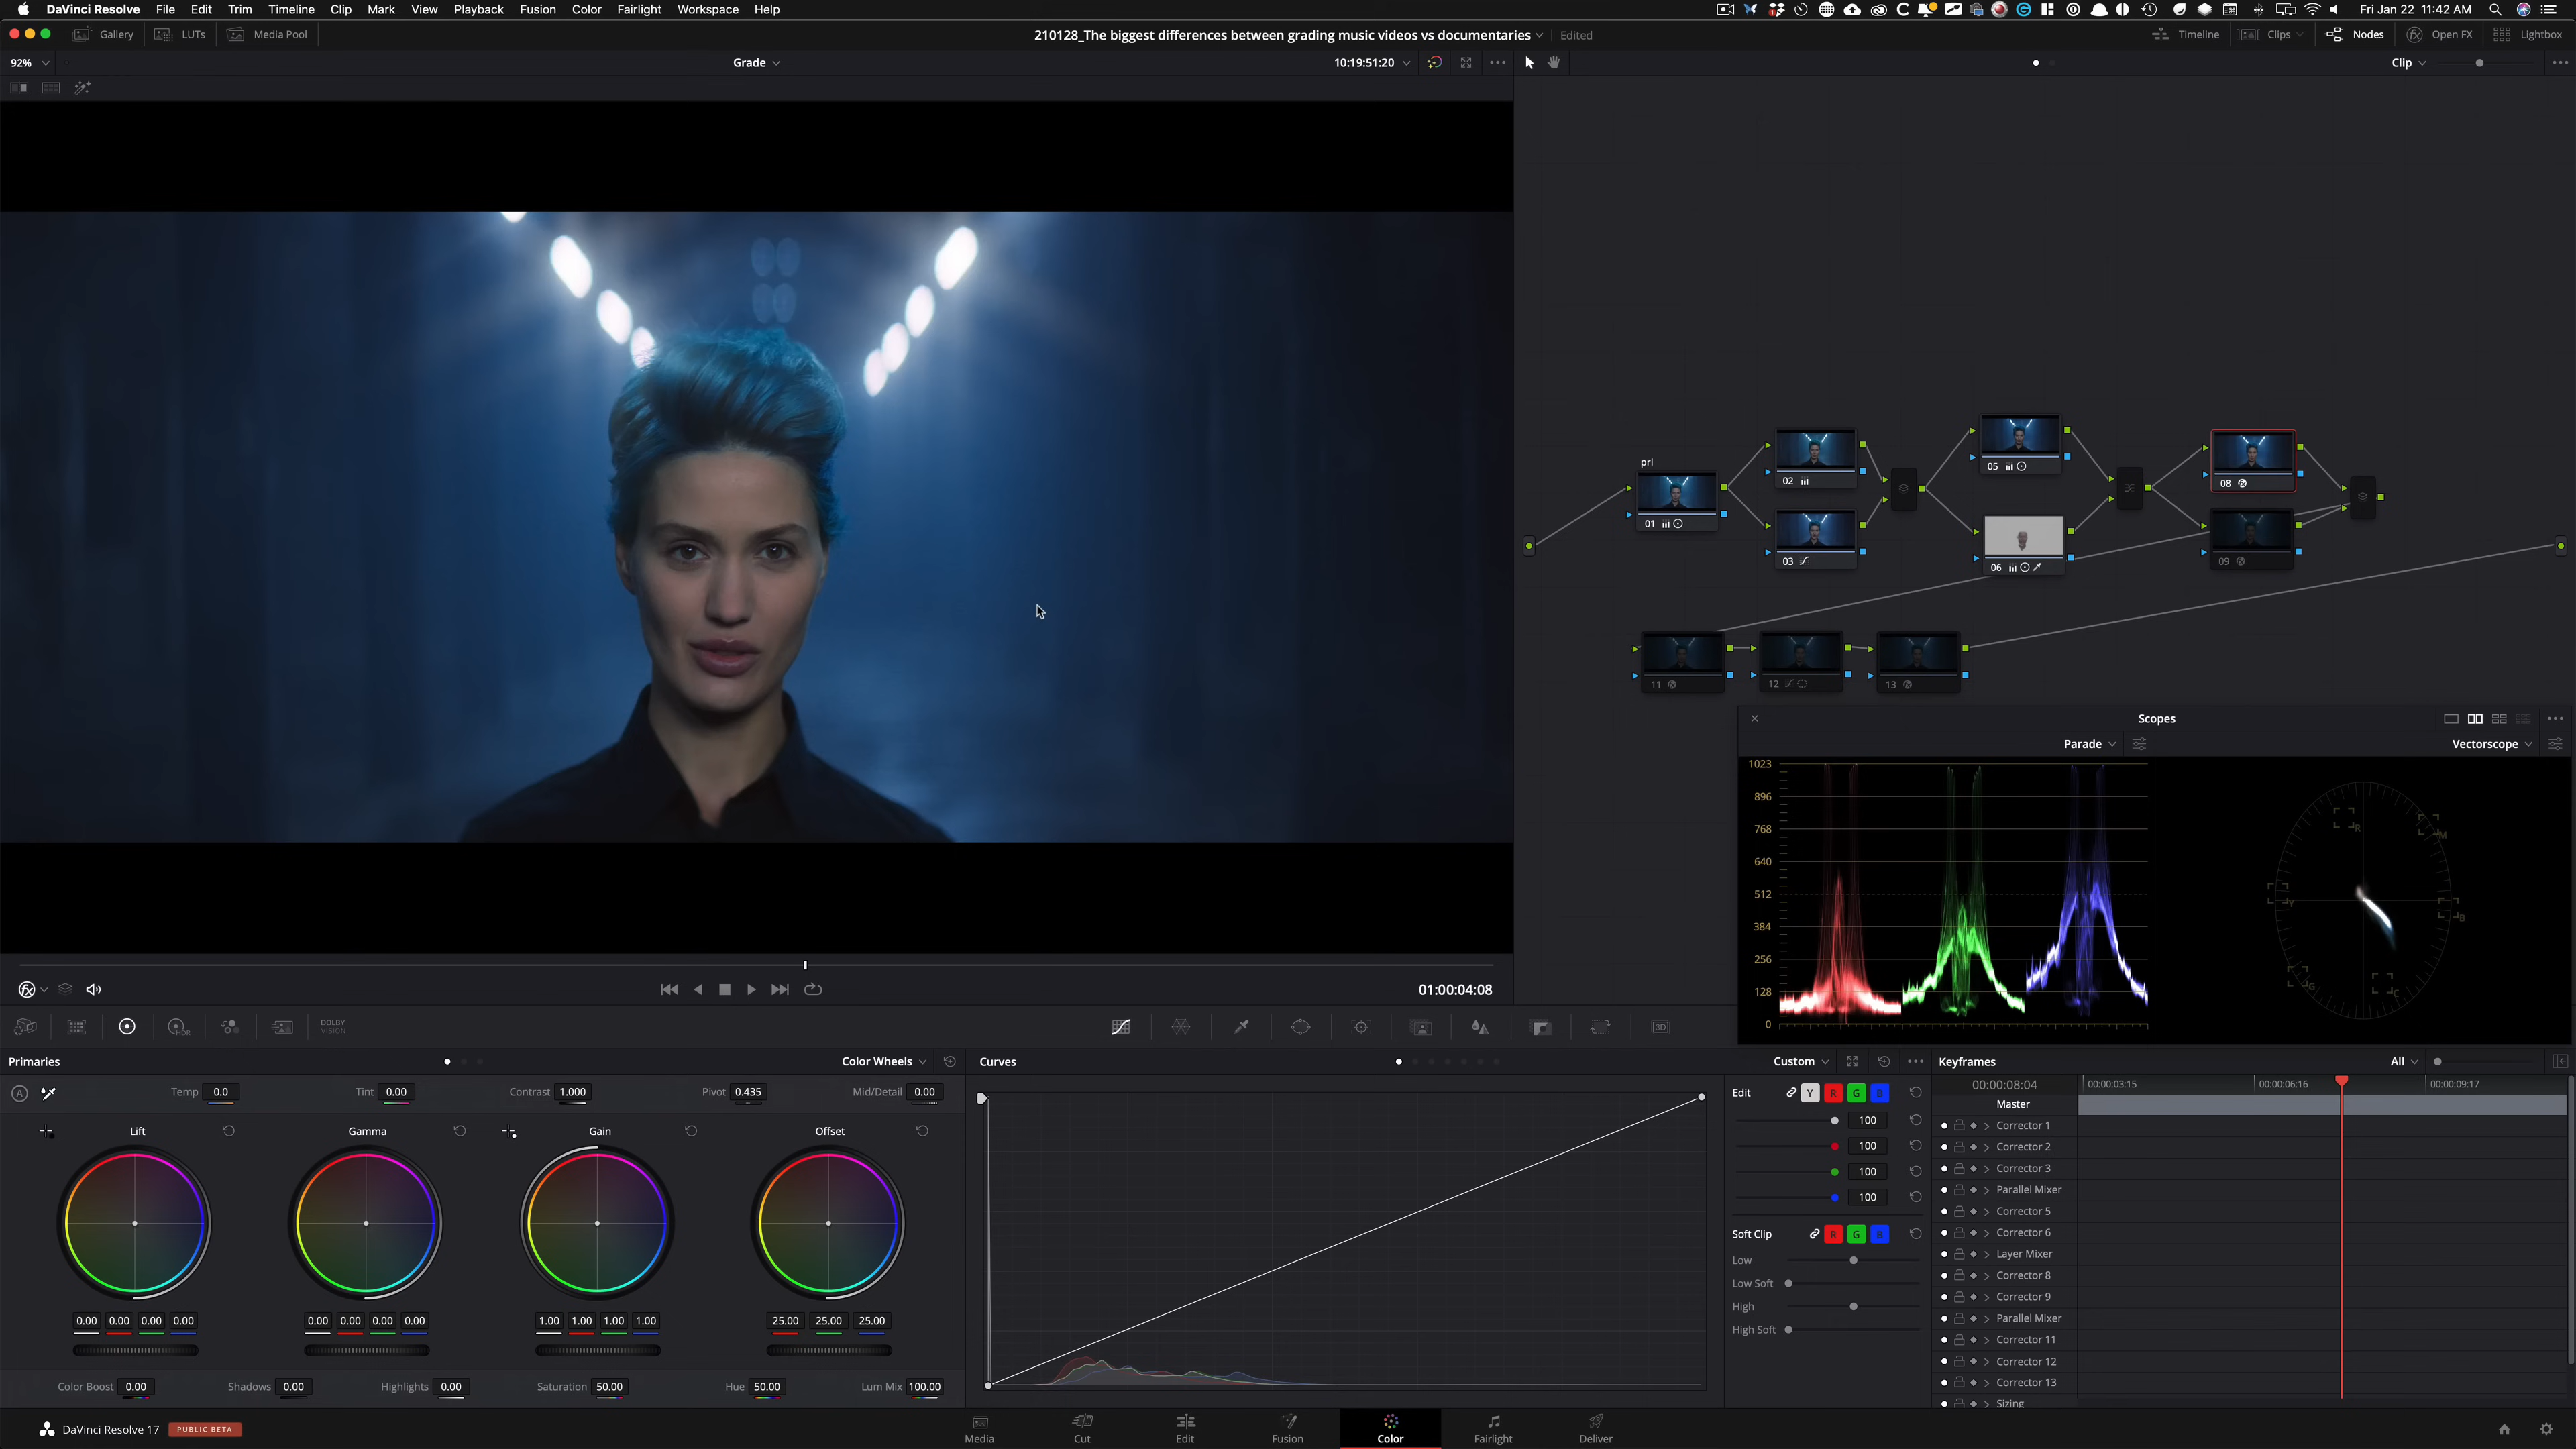 DaVinci Resolve File Edit Trim Timeline Clip Mark View Playback Fusion Color Fairlight Workspace Help Fri Jan 22 11:42 AM
Gallery LUTs Media Pool 210128_The biggest differences between grading music videos vs documentaries Edited Timeline Clips Nodes Open FX Lightbox
92% Grade 10:19:51:20 Clip
pri
01
02
03
05
06
08
09
11
12
13
Scopes
Parade Vectorscope
1023
896
768
640
512
384
256
128
0
R
M
B
C
G
Y
01:00:04:08
HDR
DOLBY
VISION
3D
Primaries Color Wheels Curves Custom Keyframes All
A Temp 0.0 Tint 0.00 Contrast 1.000 Pivot 0.435 Mid/Detail 0.00
Lift Gamma Gain Offset
0.00 0.00 0.00 0.00 0.00 0.00 0.00 0.00 1.00 1.00 1.00 1.00 25.00 25.00 25.00
Color Boost 0.00 Shadows 0.00 Highlights 0.00 Saturation 50.00 Hue 50.00 Lum Mix 100.00
Edit Y R G B
100
100
100
100
Soft Clip R G B
Low
Low Soft
High
High Soft
00:00:08:04 00:00:03:15 00:00:06:16 00:00:09:17
Master
Corrector 1
Corrector 2
Corrector 3
Parallel Mixer
Corrector 5
Corrector 6
Layer Mixer
Corrector 8
Corrector 9
Parallel Mixer
Corrector 11
Corrector 12
Corrector 13
Sizing
DaVinci Resolve 17 PUBLIC BETA
Media Cut Edit Fusion Color Fairlight Deliver